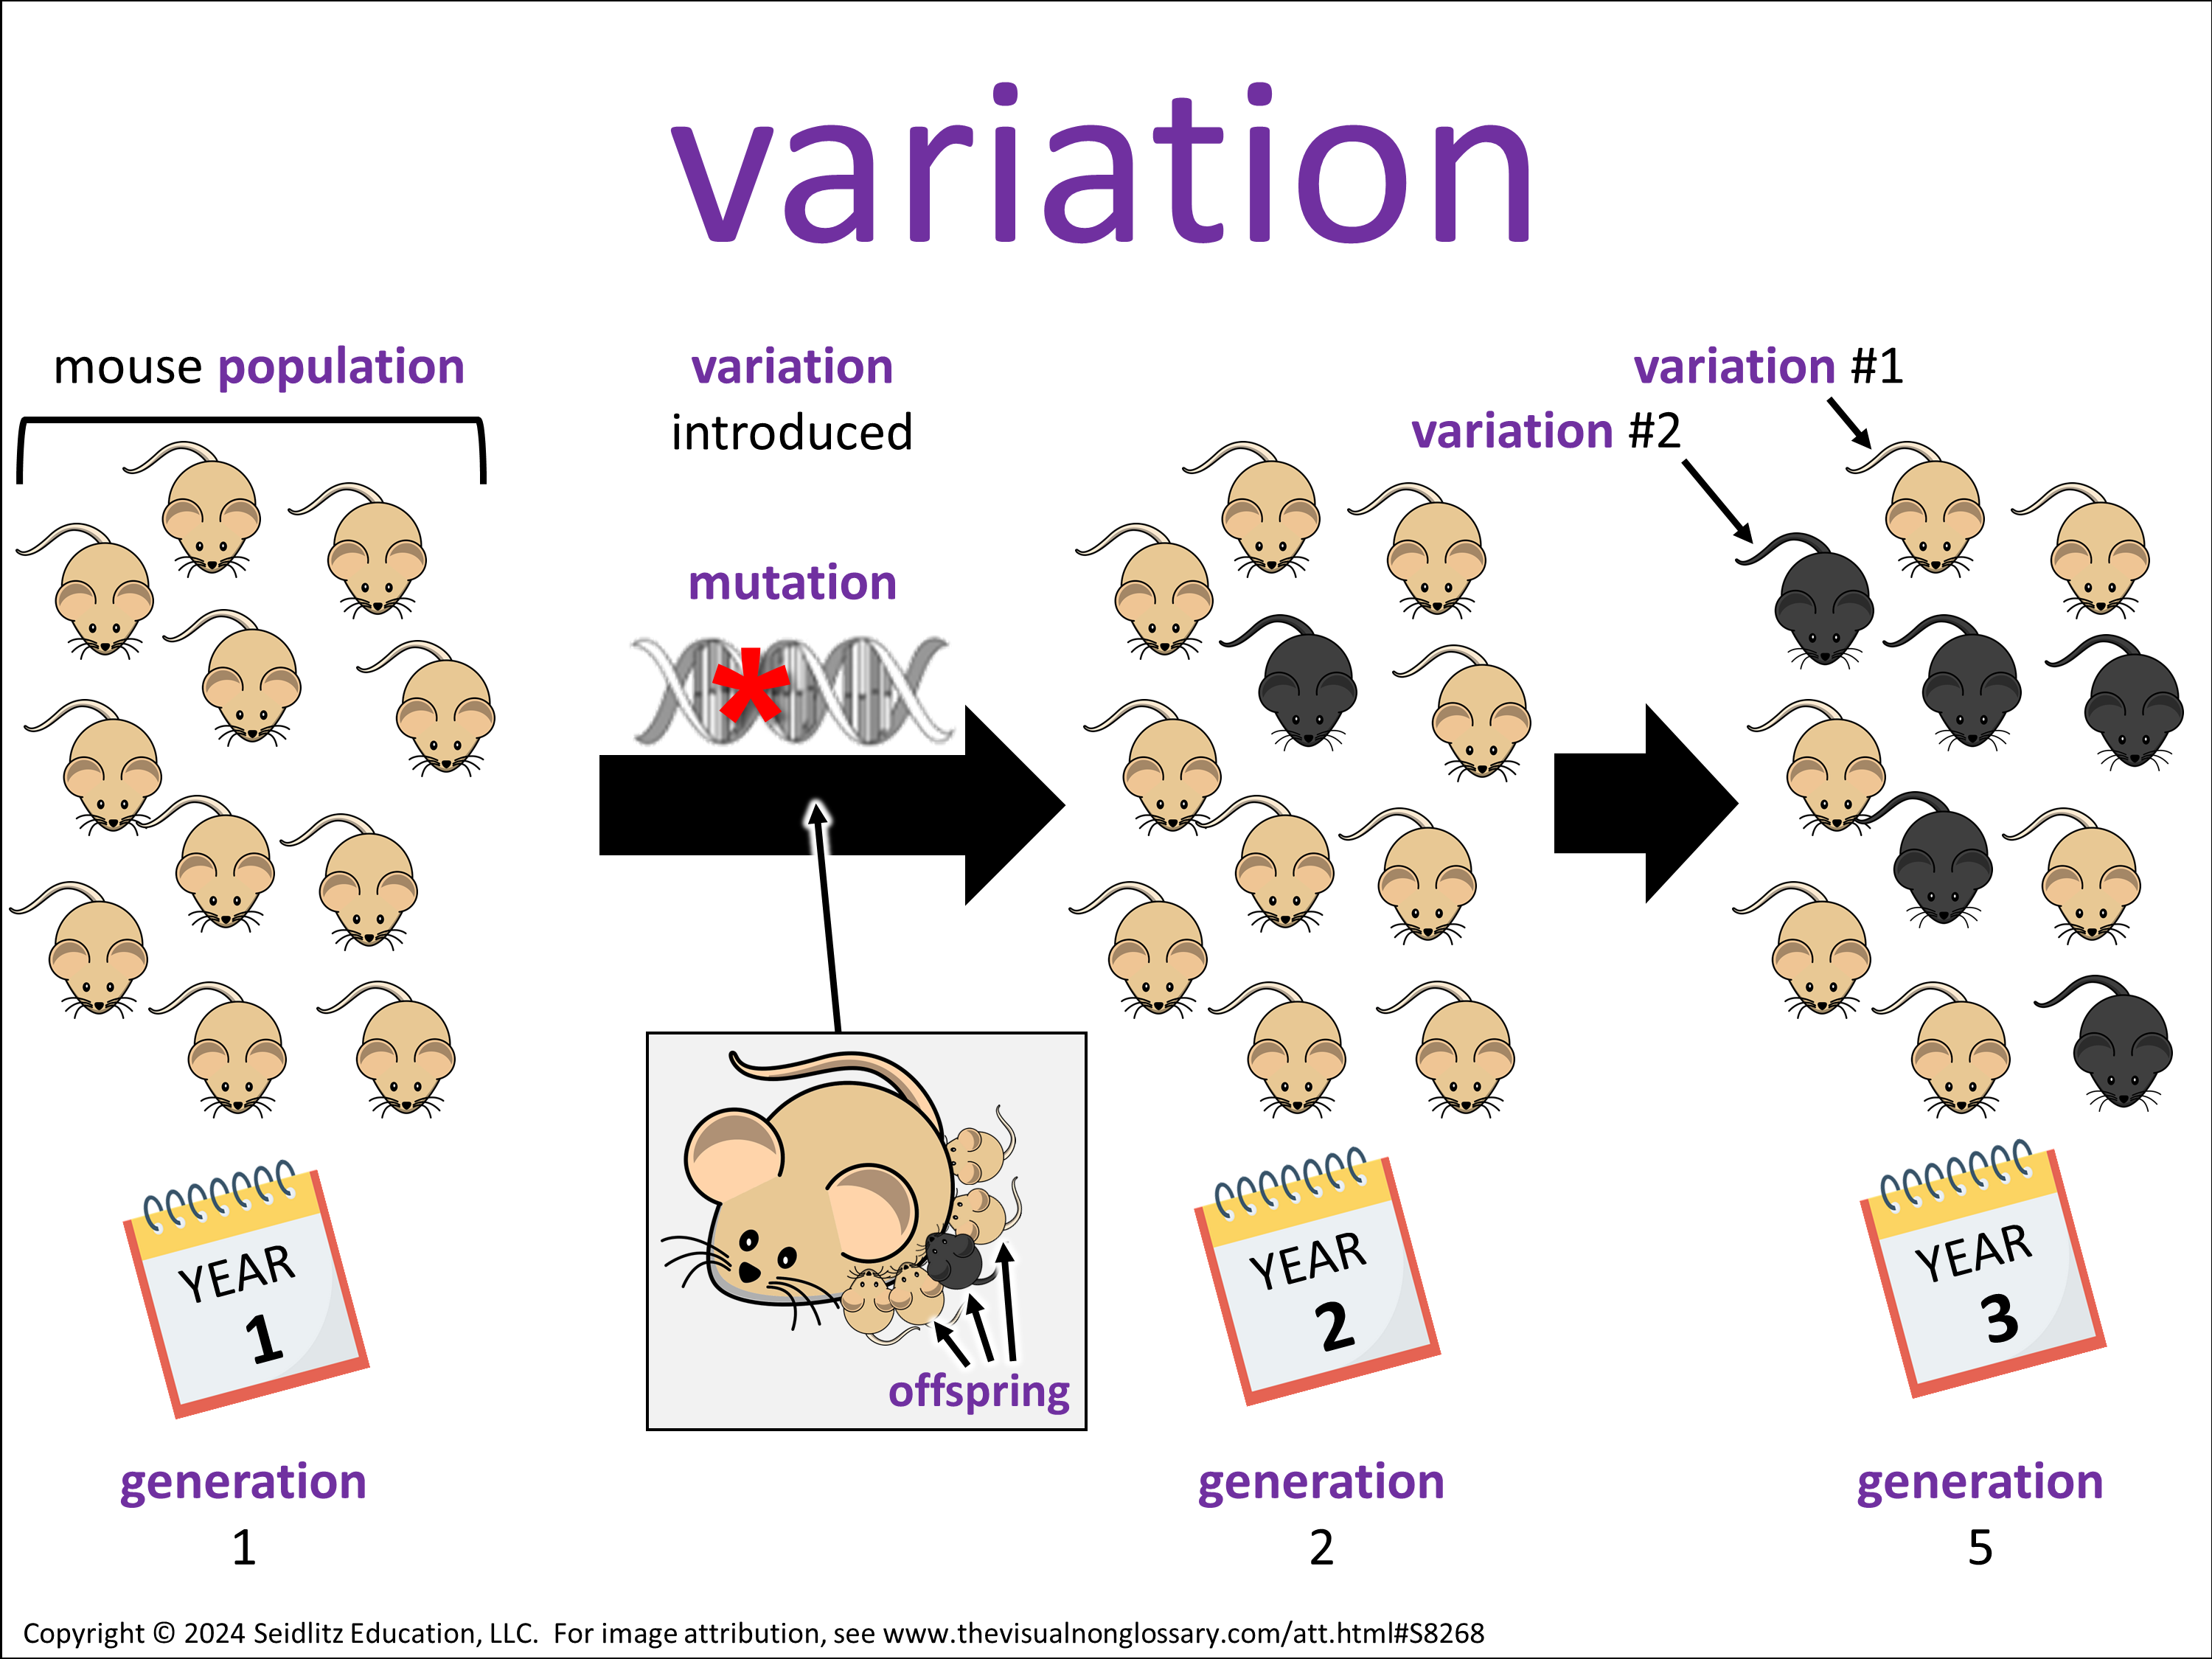 variation
mouse population
variation
introduced
variation #1
variation #2
mutation
offspring
YEAR
1
YEAR
2
YEAR
3
generation
1
generation
2
generation
5
Copyright © 2024 Seidlitz Education, LLC.  For image attribution, see www.thevisualnonglossary.com/att.html#S8268